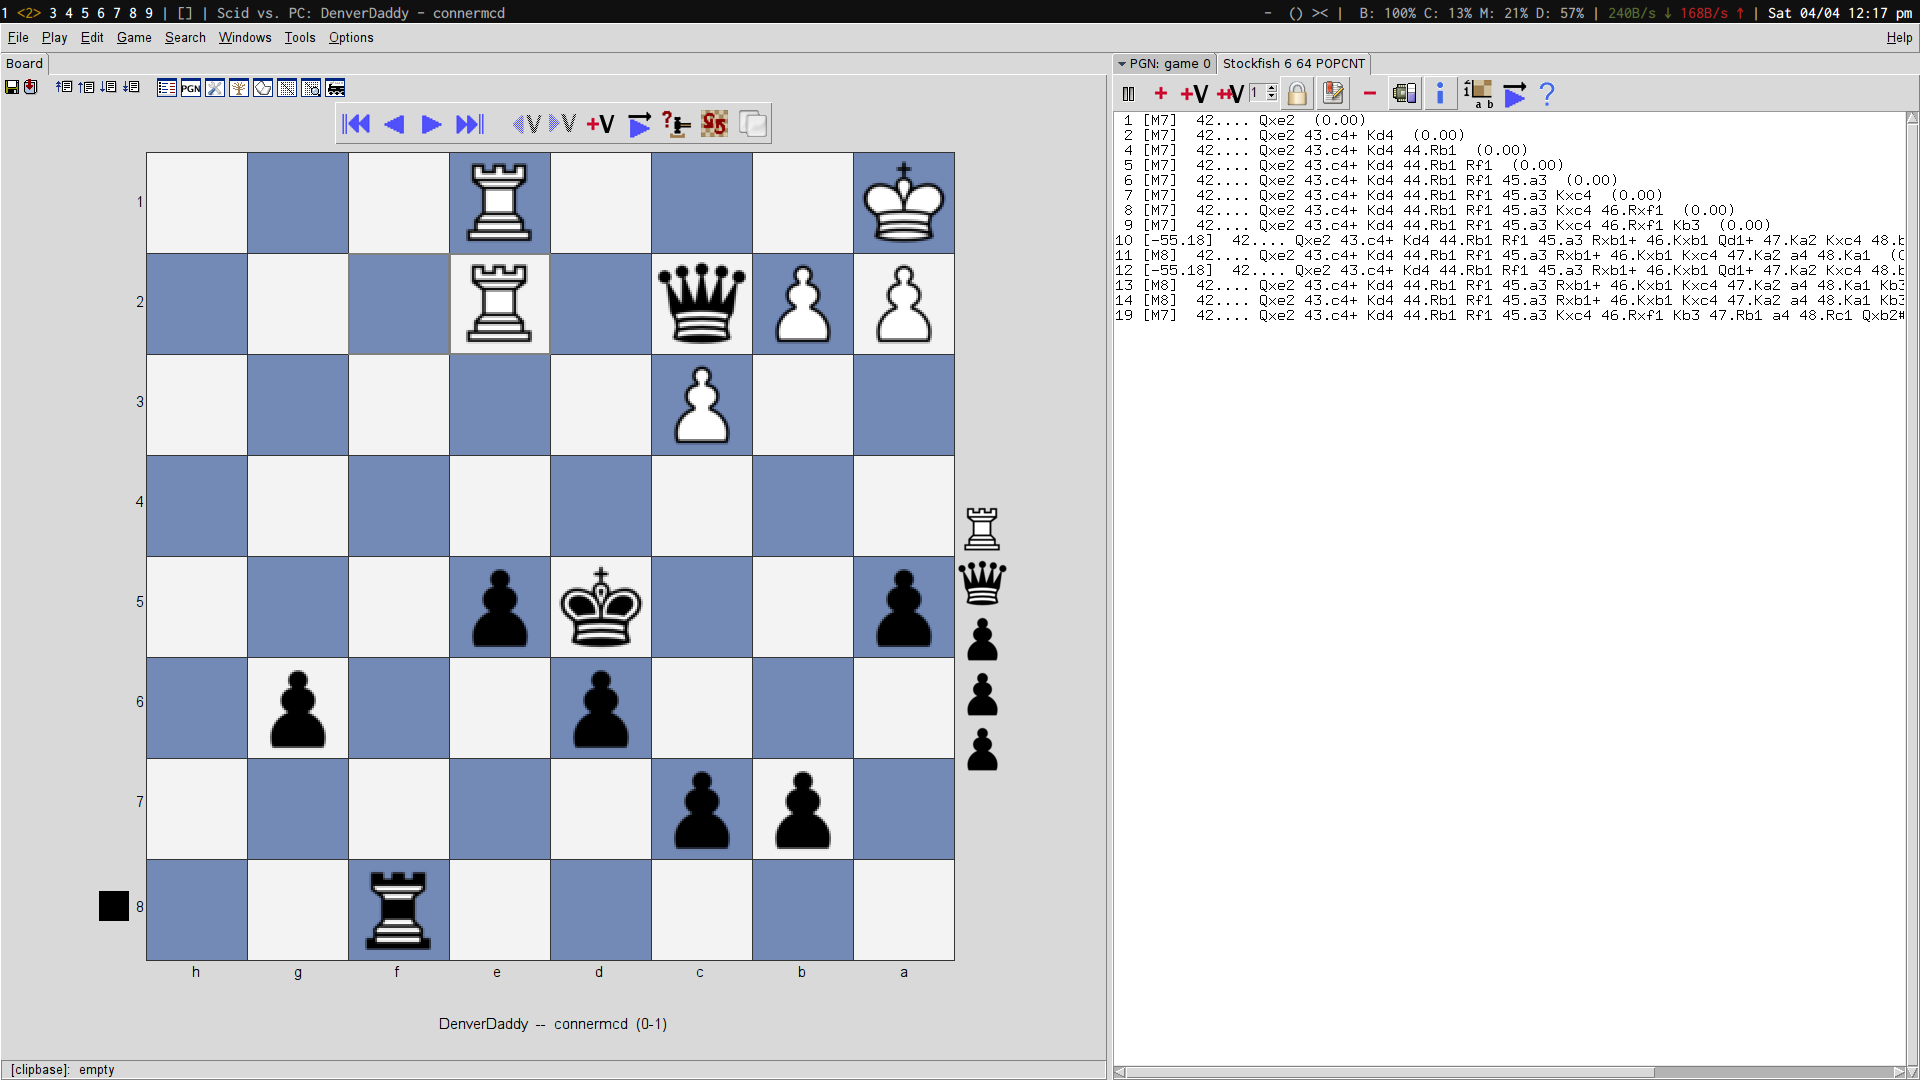 1 <2> 3 4 5 6 7 8 9 | [] | Scid vs. PC: DenverDaddy - connermcd
- () >< | B: 100% C: 13% M: 21% D: 57% | 240B/s ↓ 168B/s ↑ | Sat 04/04 12:17 pm
File Play Edit Game Search Windows Tools Options Help
Board
PGN
+V
1
2
3
4
5
6
7
8
h g f e d c b a
DenverDaddy -- connermcd (0-1)
[clipbase]: empty
PGN: game 0 Stockfish 6 64 POPCNT
+ +V +V 1 - i ?
1 [M7] 42.... Qxe2 (0.00)
2 [M7] 42.... Qxe2 43.c4+ Kd4 (0.00)
4 [M7] 42.... Qxe2 43.c4+ Kd4 44.Rb1 (0.00)
5 [M7] 42.... Qxe2 43.c4+ Kd4 44.Rb1 Rf1 (0.00)
6 [M7] 42.... Qxe2 43.c4+ Kd4 44.Rb1 Rf1 45.a3 (0.00)
7 [M7] 42.... Qxe2 43.c4+ Kd4 44.Rb1 Rf1 45.a3 Kxc4 (0.00)
8 [M7] 42.... Qxe2 43.c4+ Kd4 44.Rb1 Rf1 45.a3 Kxc4 46.Rxf1 (0.00)
9 [M7] 42.... Qxe2 43.c4+ Kd4 44.Rb1 Rf1 45.a3 Kxc4 46.Rxf1 Kb3 (0.00)
10 [-55.18] 42.... Qxe2 43.c4+ Kd4 44.Rb1 Rf1 45.a3 Rxb1+ 46.Kxb1 Qd1+ 47.Ka2 Kxc4 48.b
11 [M8] 42.... Qxe2 43.c4+ Kd4 44.Rb1 Rf1 45.a3 Rxb1+ 46.Kxb1 Kxc4 47.Ka2 a4 48.Ka1 (0
12 [-55.18] 42.... Qxe2 43.c4+ Kd4 44.Rb1 Rf1 45.a3 Rxb1+ 46.Kxb1 Qd1+ 47.Ka2 Kxc4 48.b
13 [M8] 42.... Qxe2 43.c4+ Kd4 44.Rb1 Rf1 45.a3 Rxb1+ 46.Kxb1 Kxc4 47.Ka2 a4 48.Ka1 Kb3
14 [M8] 42.... Qxe2 43.c4+ Kd4 44.Rb1 Rf1 45.a3 Rxb1+ 46.Kxb1 Kxc4 47.Ka2 a4 48.Ka1 Kb3
19 [M7] 42.... Qxe2 43.c4+ Kd4 44.Rb1 Rf1 45.a3 Kxc4 46.Rxf1 Kb3 47.Rb1 a4 48.Rc1 Qxb2#